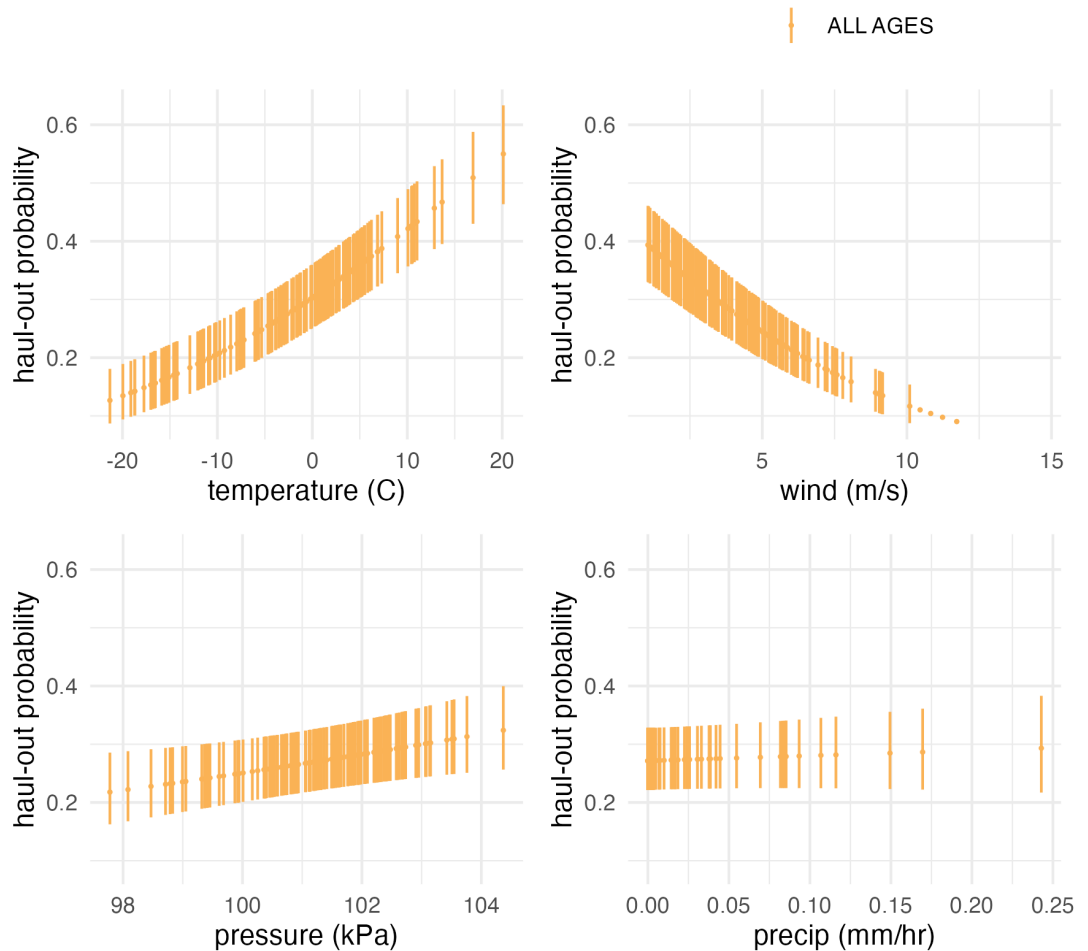 ALL AGES
haul-out probability
0.6
0.4
0.2
-20 -10 0 10 20
temperature (C)
haul-out probability
0.6
0.4
0.2
5 10 15
wind (m/s)
haul-out probability
0.6
0.4
0.2
98 100 102 104
pressure (kPa)
haul-out probability
0.6
0.4
0.2
0.00 0.05 0.10 0.15 0.20 0.25
precip (mm/hr)